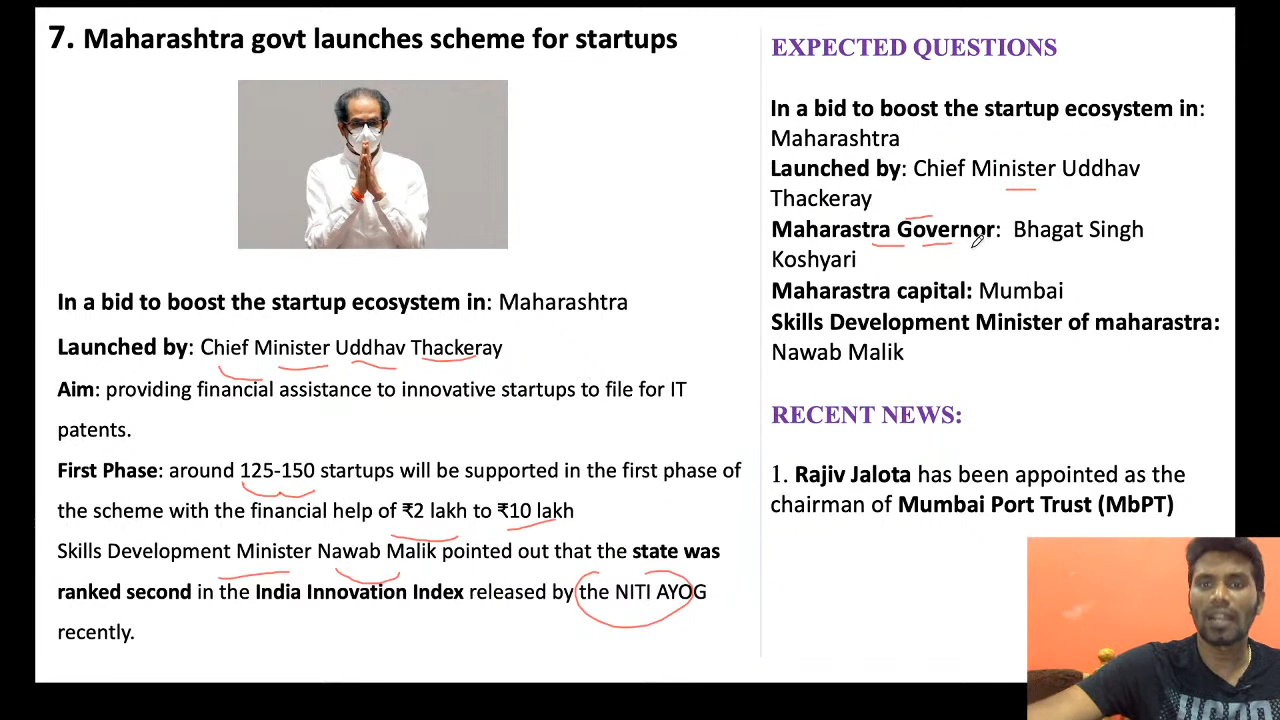 7. Maharashtra govt launches scheme for startups
In a bid to boost the startup ecosystem in: Maharashtra
Launched by: Chief Minister Uddhav Thackeray
Aim: providing financial assistance to innovative startups to file for IT
patents.
First Phase: around 125-150 startups will be supported in the first phase of
the scheme with the financial help of ₹2 lakh to ₹10 lakh
Skills Development Minister Nawab Malik pointed out that the state was
ranked second in the India Innovation Index released by the NITI AYOG
recently.
EXPECTED QUESTIONS
In a bid to boost the startup ecosystem in:
Maharashtra
Launched by: Chief Minister Uddhav
Thackeray
Maharastra Governor: Bhagat Singh
Koshyari
Maharastra capital: Mumbai
Skills Development Minister of maharastra:
Nawab Malik
RECENT NEWS:
1. Rajiv Jalota has been appointed as the
chairman of Mumbai Port Trust (MbPT)